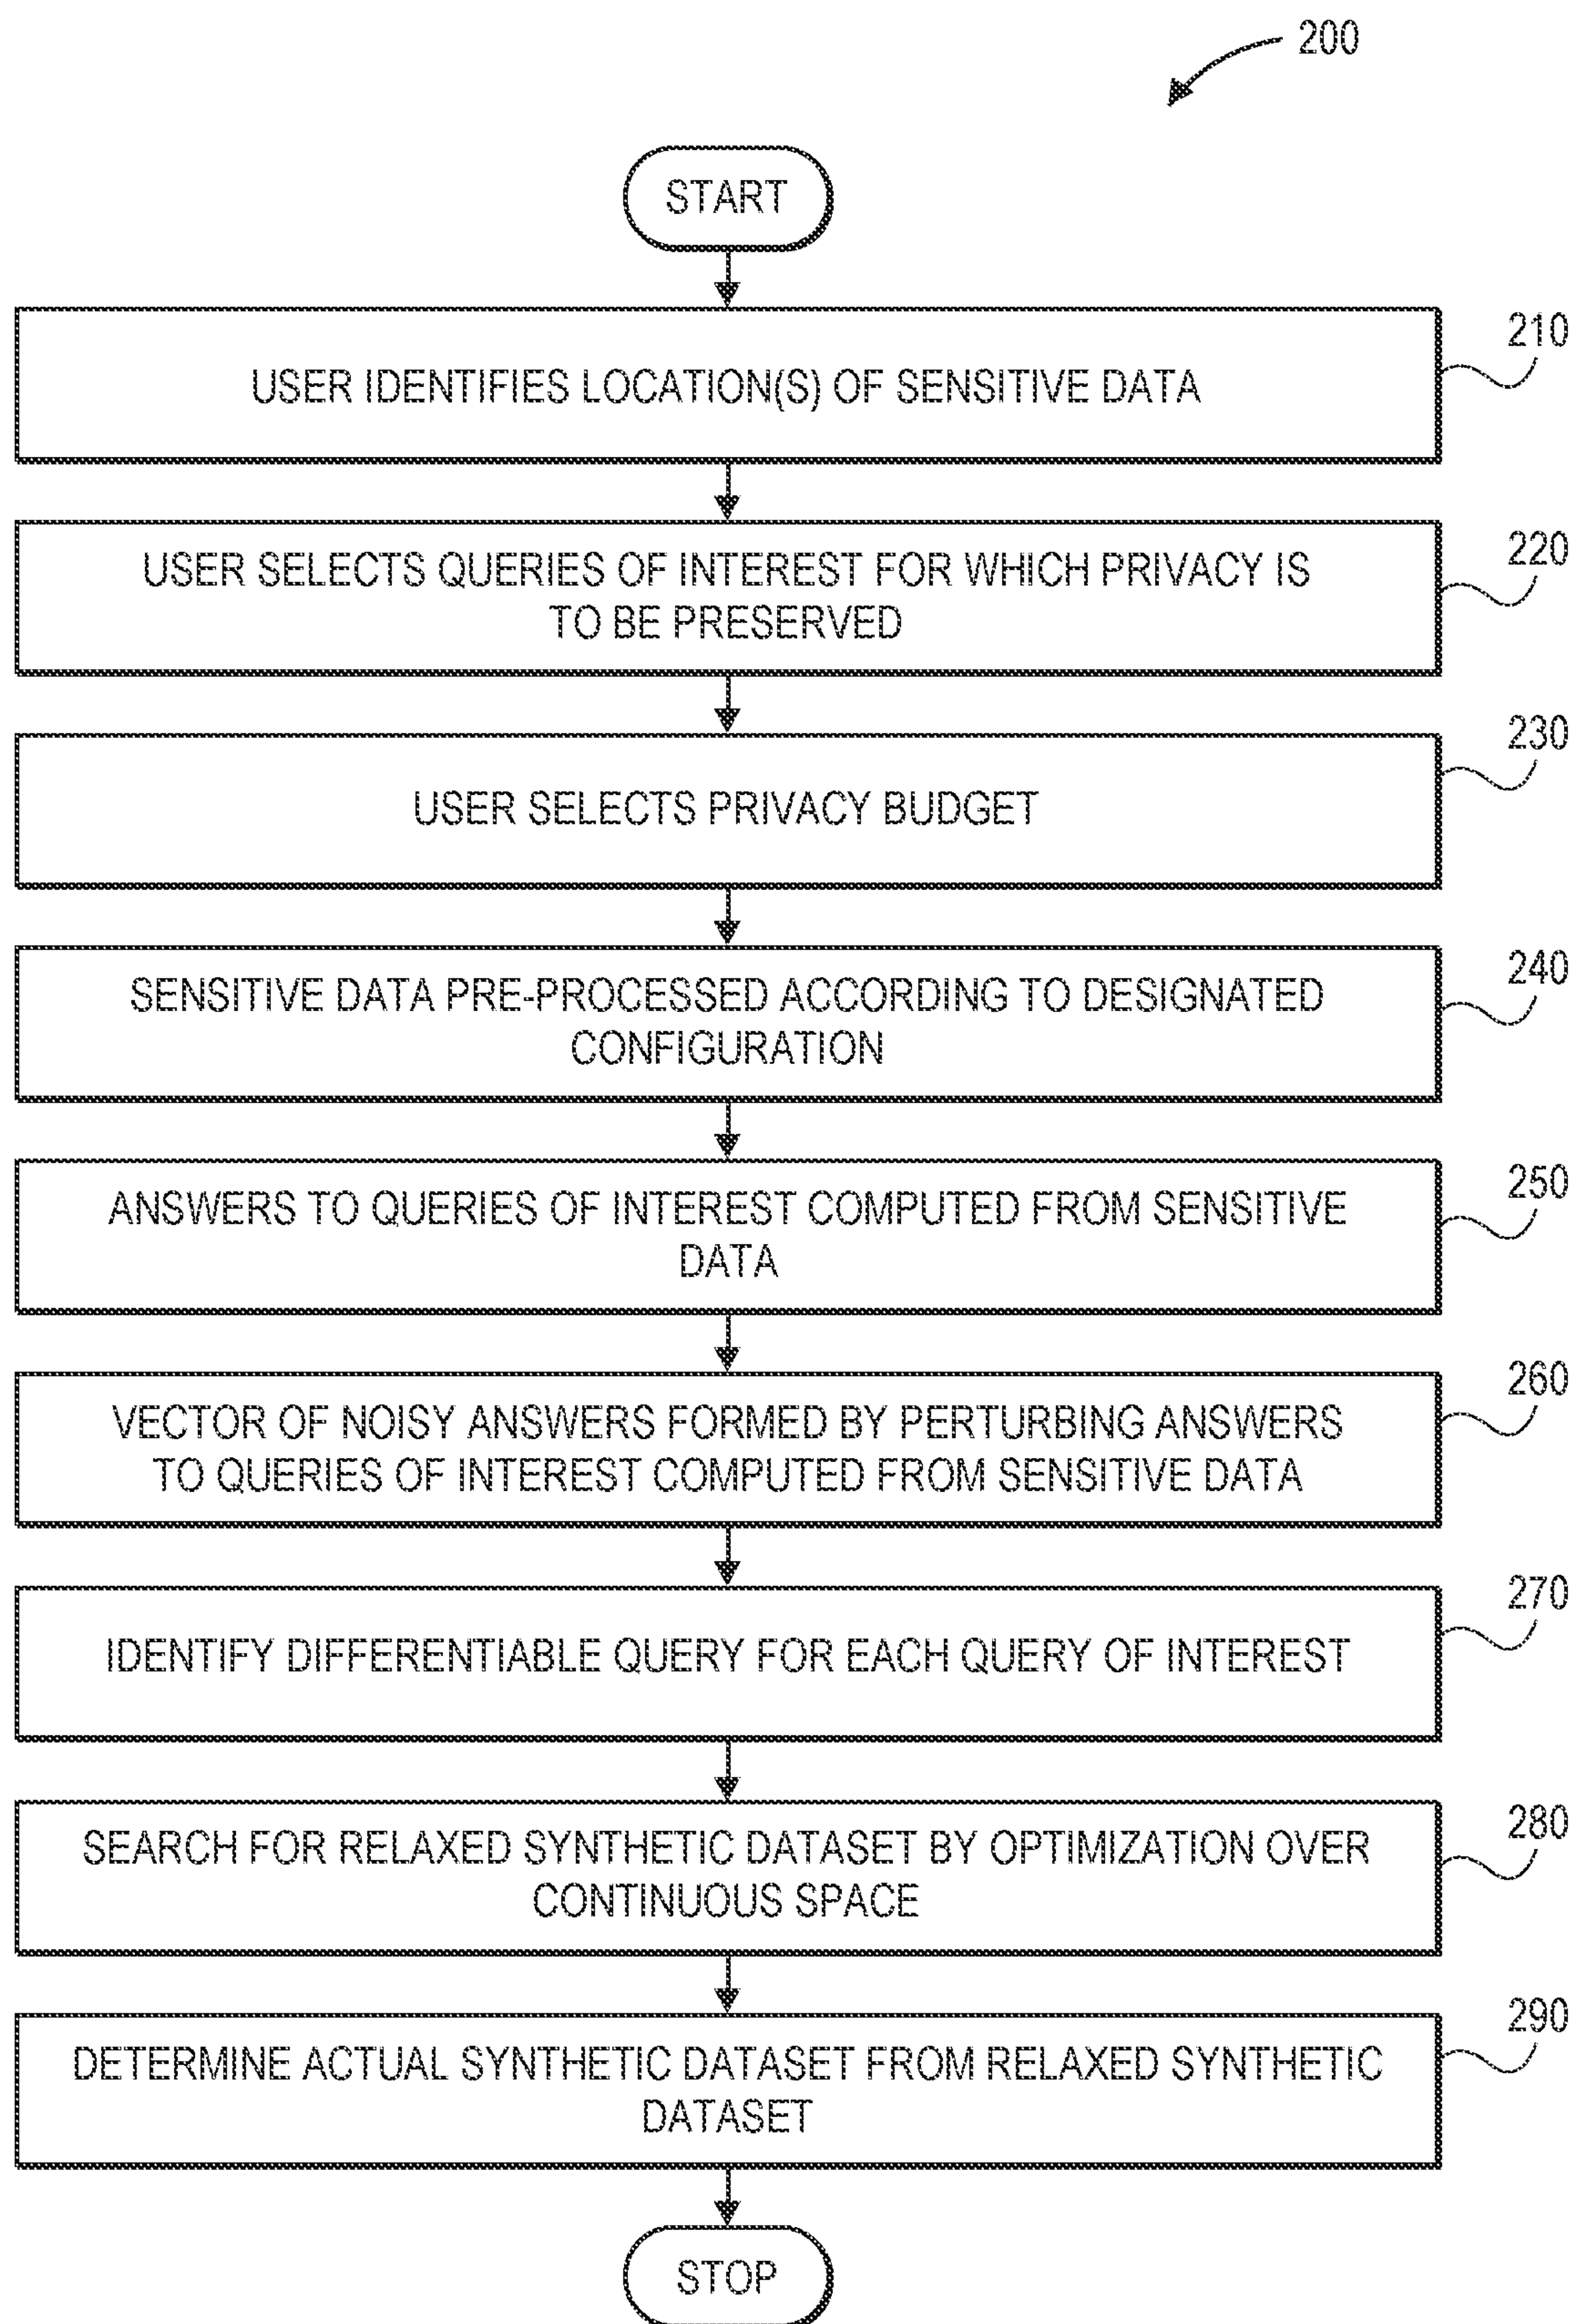 200
START
210
USER IDENTIFIES LOCATION(S) OF SENSITIVE DATA
220
USER SELECTS QUERIES OF INTEREST FOR WHICH PRIVACY IS
TO BE PRESERVED
230
USER SELECTS PRIVACY BUDGET
240
SENSITIVE DATA PRE-PROCESSED ACCORDING TO DESIGNATED
CONFIGURATION
250
ANSWERS TO QUERIES OF INTEREST COMPUTED FROM SENSITIVE
DATA
260
VECTOR OF NOISY ANSWERS FORMED BY PERTURBING ANSWERS
TO QUERIES OF INTEREST COMPUTED FROM SENSITIVE DATA
270
IDENTIFY DIFFERENTIABLE QUERY FOR EACH QUERY OF INTEREST
280
SEARCH FOR RELAXED SYNTHETIC DATASET BY OPTIMIZATION OVER
CONTINUOUS SPACE
290
DETERMINE ACTUAL SYNTHETIC DATASET FROM RELAXED SYNTHETIC
DATASET
STOP